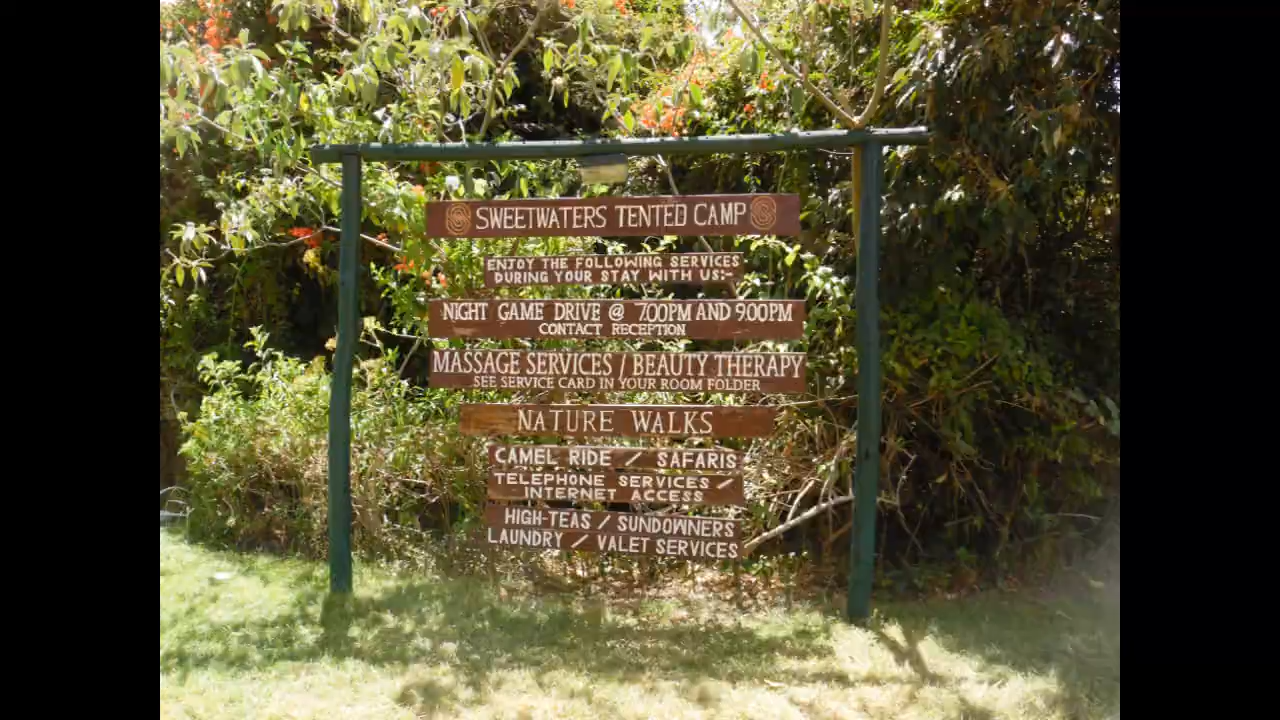 SWEETWATERS TENTED CAMP
ENJOY THE FOLLOWING SERVICES
DURING YOUR STAY WITH US:-
NIGHT GAME DRIVE @ 7.00PM AND 9.00PM
CONTACT RECEPTION
MASSAGE SERVICES / BEAUTY THERAPY
SEE SERVICE CARD IN YOUR ROOM FOLDER
NATURE WALKS
CAMEL RIDE / SAFARIS
TELEPHONE SERVICES /
INTERNET ACCESS
HIGH-TEAS / SUNDOWNERS
LAUNDRY / VALET SERVICES